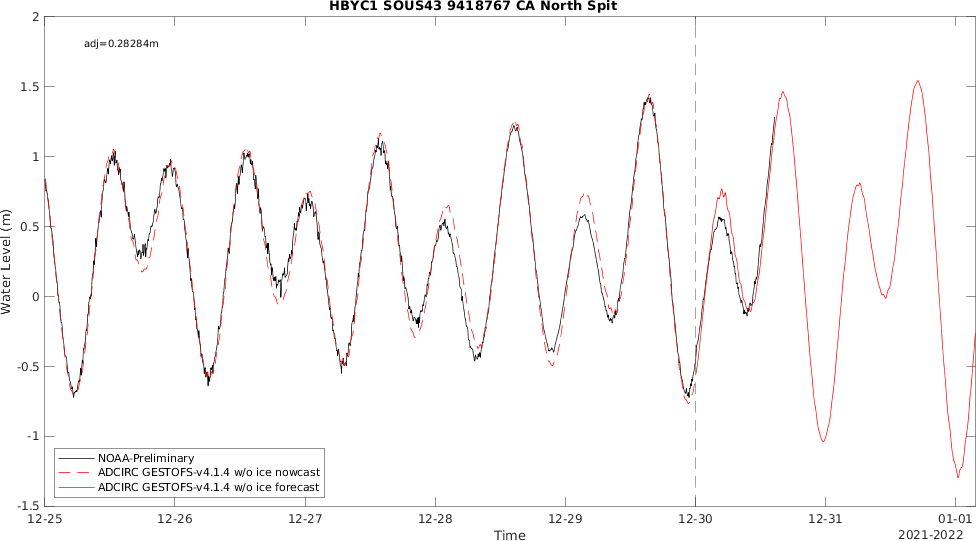 HBYC1 SOUS43 9418767 CA North Spit
adj=0.28284m
2
1.5
1
0.5
0
-0.5
-1
-1.5
Water Level (m)
NOAA-Preliminary
ADCIRC GESTOFS-v4.1.4 w/o ice nowcast
ADCIRC GESTOFS-v4.1.4 w/o ice forecast
12-25 12-26 12-27 12-28 12-29 12-30 12-31 01-01
Time
2021-2022